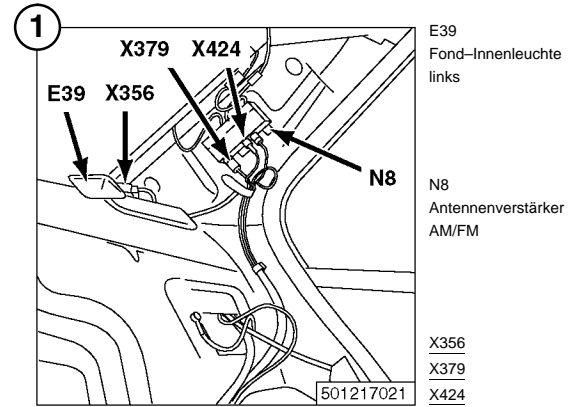 1
X379 X424
E39 X356
N8
501217021
E39
Fond–Innenleuchte
links
N8
Antennenverstärker
AM/FM
X356
X379
X424